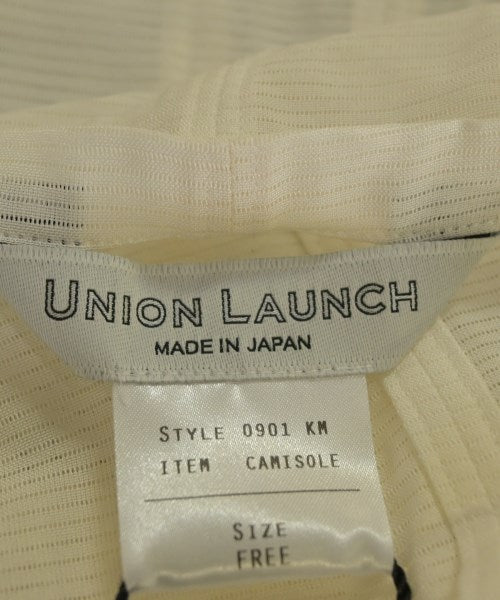 UNION LAUNCH
MADE IN JAPAN
STYLE 0901 KM
ITEM CAMISOLE
SIZE
FREE